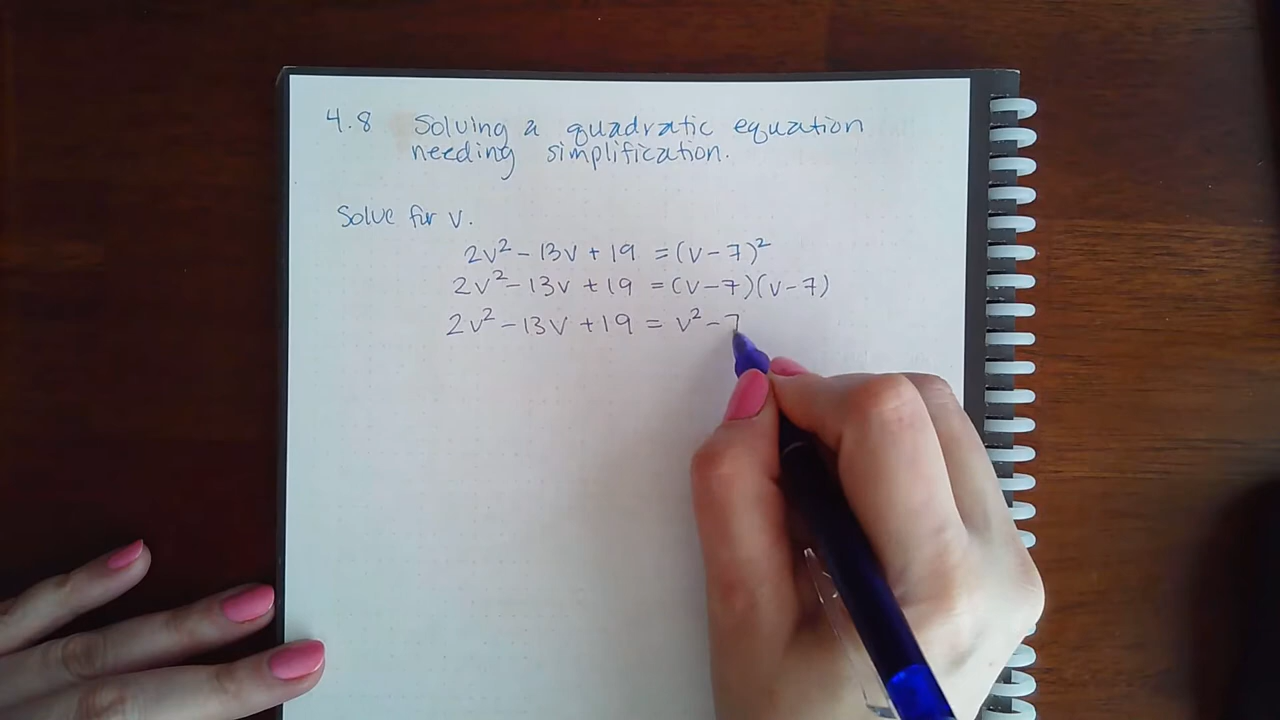 4.8 Solving a quadratic equation
needing simplification.
Solve for v.
2v² - 13v + 19 = (v - 7)²
2v² - 13v + 19 = (v - 7)(v - 7)
2v² - 13v + 19 = v² - 7